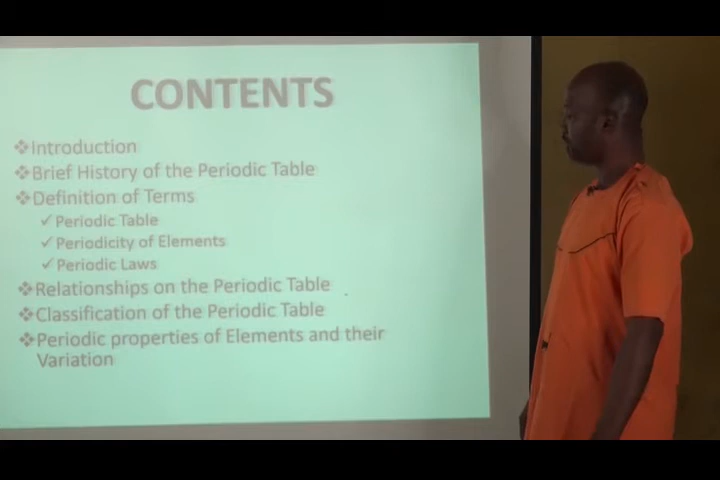 CONTENTS
❖Introduction
❖Brief History of the Periodic Table
❖Definition of Terms
✓ Periodic Table
✓ Periodicity of Elements
✓ Periodic Laws
❖Relationships on the Periodic Table
❖Classification of the Periodic Table
❖Periodic properties of Elements and their
Variation